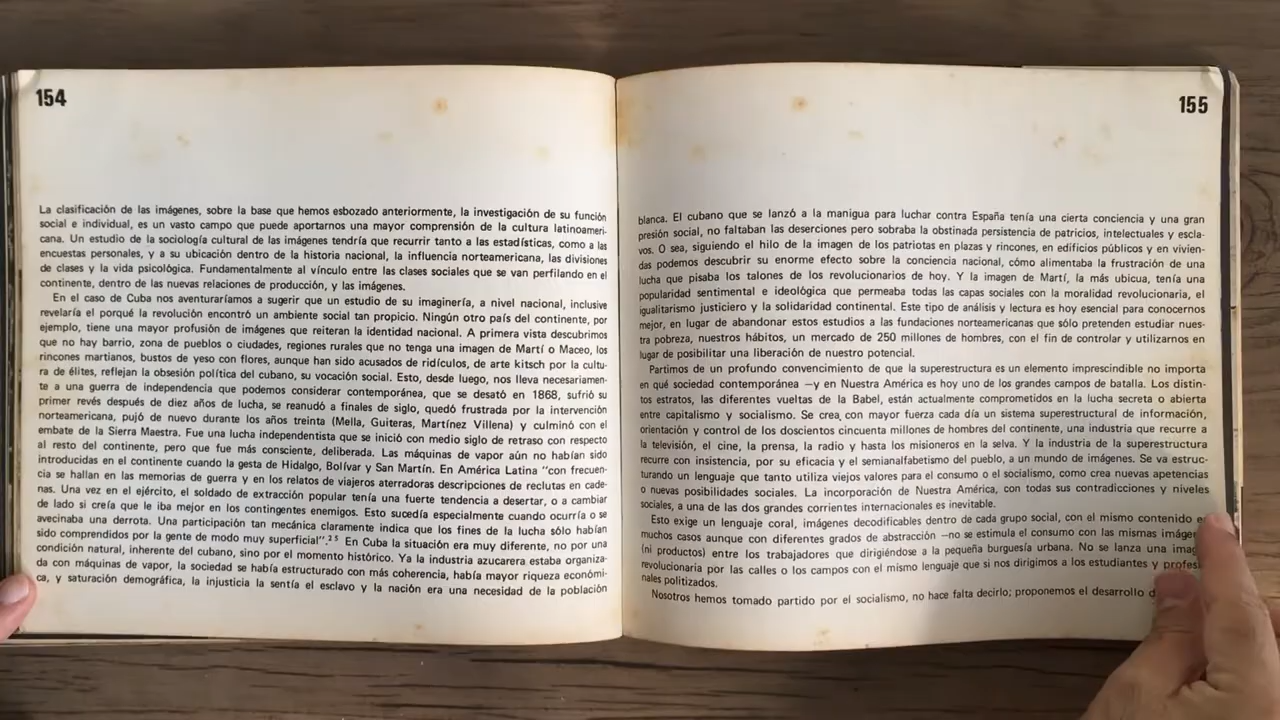 154
La clasificación de las imágenes, sobre la base que hemos esbozado anteriormente, la investigación de su función
social e individual, es un vasto campo que puede aportarnos una mayor comprensión de la cultura latinoameri-
cana. Un estudio de la sociología cultural de las imágenes tendría que recurrir tanto a las estadísticas, como a las
encuestas personales, y a su ubicación dentro de la historia nacional, la influencia norteamericana, las divisiones
de clases y la vida psicológica. Fundamentalmente al vínculo entre las clases sociales que se van perfilando en el
continente, dentro de las nuevas relaciones de producción, y las imágenes.
En el caso de Cuba nos aventuraríamos a sugerir que un estudio de su imaginería, a nivel nacional, inclusive
revelaría el porqué la revolución encontró un ambiente social tan propicio. Ningún otro país del continente, por
ejemplo, tiene una mayor profusión de imágenes que reiteran la identidad nacional. A primera vista descubrimos
que no hay barrio, zona de pueblos o ciudades, regiones rurales que no tenga una imagen de Martí o Maceo, los
rincones martianos, bustos de yeso con flores, aunque han sido acusados de ridículos, de arte kitsch por la cultu-
ra de élites, reflejan la obsesión política del cubano, su vocación social. Esto, desde luego, nos lleva necesariamen-
te a una guerra de independencia que podemos considerar contemporánea, que se desató en 1868, sufrió su
primer revés después de diez años de lucha, se reanudó a finales de siglo, quedó frustrada por la intervención
norteamericana, pujó de nuevo durante los años treinta (Mella, Guiteras, Martínez Villena) y culminó con el
embate de la Sierra Maestra. Fue una lucha independentista que se inició con medio siglo de retraso con respecto
al resto del continente, pero que fue más consciente, deliberada. Las máquinas de vapor aún no habían sido
introducidas en el continente cuando la gesta de Hidalgo, Bolívar y San Martín. En América Latina "con frecuen-
cia se hallan en las memorias de guerra y en los relatos de viajeros aterradoras descripciones de reclutas en cade-
nas. Una vez en el ejército, el soldado de extracción popular tenía una fuerte tendencia a desertar, o a cambiar
de lado si creía que le iba mejor en los contingentes enemigos. Esto sucedía especialmente cuando ocurría o se
avecinaba una derrota. Una participación tan mecánica claramente indica que los fines de la lucha sólo habían
sido comprendidos por la gente de modo muy superficial".²⁵ En Cuba la situación era muy diferente, no por una
condición natural, inherente del cubano, sino por el momento histórico. Ya la industria azucarera estaba organiza-
da con máquinas de vapor, la sociedad se había estructurado con más coherencia, había mayor riqueza económi-
ca, y saturación demográfica, la injusticia la sentía el esclavo y la nación era una necesidad de la población
155
blanca. El cubano que se lanzó a la manigua para luchar contra España tenía una cierta conciencia y una gran
presión social, no faltaban las deserciones pero sobraba la obstinada persistencia de patricios, intelectuales y escla-
vos. O sea, siguiendo el hilo de la imagen de los patriotas en plazas y rincones, en edificios públicos y en vivien-
das podemos descubrir su enorme efecto sobre la conciencia nacional, cómo alimentaba la frustración de una
lucha que pisaba los talones de los revolucionarios de hoy. Y la imagen de Martí, la más ubicua, tenía una
popularidad sentimental e ideológica que permeaba todas las capas sociales con la moralidad revolucionaria, el
igualitarismo justiciero y la solidaridad continental. Este tipo de análisis y lectura es hoy esencial para conocernos
mejor, en lugar de abandonar estos estudios a las fundaciones norteamericanas que sólo pretenden estudiar nues-
tra pobreza, nuestros hábitos, un mercado de 250 millones de hombres, con el fin de controlar y utilizarnos en
lugar de posibilitar una liberación de nuestro potencial.
Partimos de un profundo convencimiento de que la superestructura es un elemento imprescindible no importa
en qué sociedad contemporánea —y en Nuestra América es hoy uno de los grandes campos de batalla. Los distin-
tos estratos, las diferentes vueltas de la Babel, están actualmente comprometidos en la lucha secreta o abierta
entre capitalismo y socialismo. Se crea con mayor fuerza cada día un sistema superestructural de información,
orientación y control de los doscientos cincuenta millones de hombres del continente, una industria que recurre a
la televisión, el cine, la prensa, la radio y hasta los misioneros en la selva. Y la industria de la superestructura
recurre con insistencia, por su eficacia y el semianalfabetismo del pueblo, a un mundo de imágenes. Se va estruc-
turando un lenguaje que tanto utiliza viejos valores para el consumo o el socialismo, como crea nuevas apetencias
o nuevas posibilidades sociales. La incorporación de Nuestra América, con todas sus contradicciones y niveles
sociales, a una de las dos grandes corrientes internacionales es inevitable.
Esto exige un lenguaje coral, imágenes decodificables dentro de cada grupo social, con el mismo contenido
muchos casos aunque con diferentes grados de abstracción —no se estimula el consumo con las mismas
(ni productos) entre los trabajadores que dirigiéndose a la pequeña burguesía urbana. No se lanza una
revolucionaria por las calles o los campos con el mismo lenguaje que si nos dirigimos a los estudiantes y
nales politizados.
Nosotros hemos tomado partido por el socialismo, no hace falta decirlo; proponemos el desarrollo